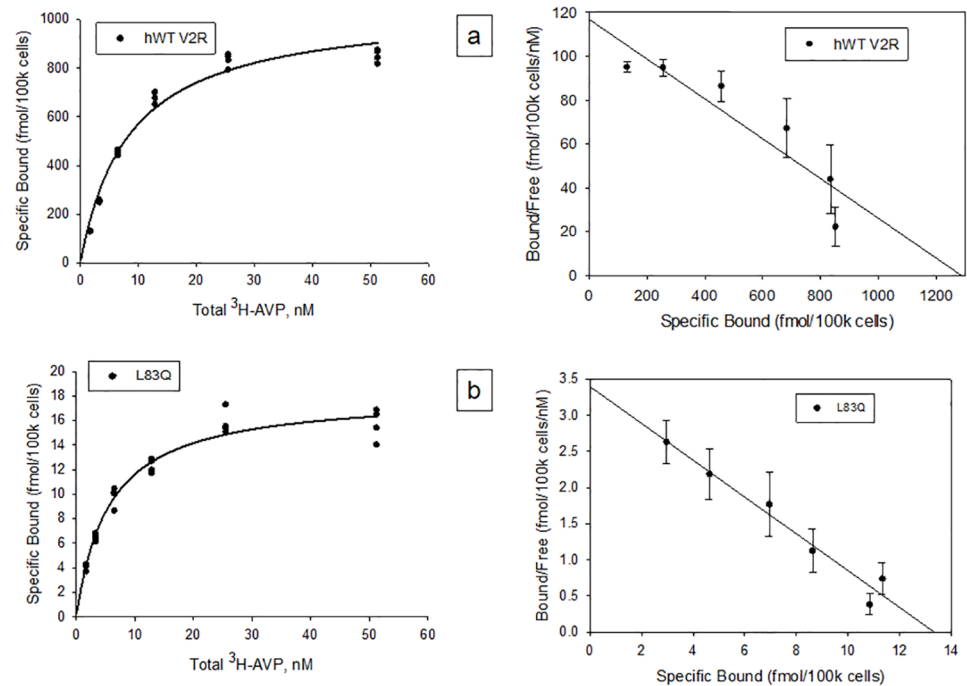 hWT V2R
a
1000
800
600
400
200
0
Specific Bound (fmol/100k cells)
0 10 20 30 40 50 60
Total ³H-AVP, nM
hWT V2R
120
100
80
60
40
20
0
Bound/Free (fmol/100k cells/nM)
0 200 400 600 800 1000 1200
Specific Bound (fmol/100k cells)
L83Q
b
20
18
16
14
12
10
8
6
4
2
0
Specific Bound (fmol/100k cells)
0 10 20 30 40 50 60
Total ³H-AVP, nM
L83Q
3.5
3.0
2.5
2.0
1.5
1.0
0.5
0.0
Bound/Free (fmol/100k cells/nM)
0 2 4 6 8 10 12 14
Specific Bound (fmol/100k cells)